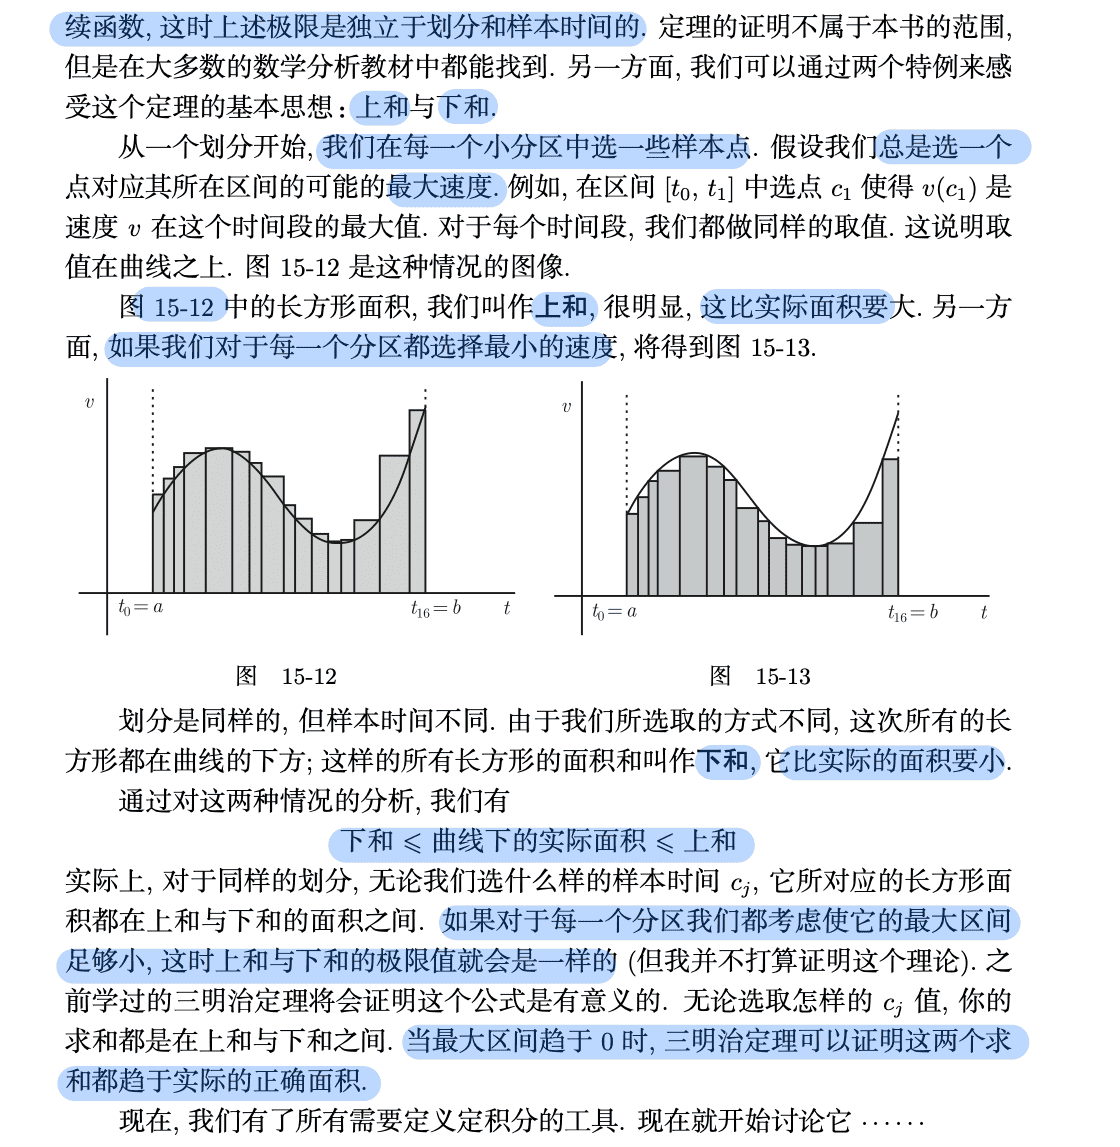 续函数, 这时上述极限是独立于划分和样本时间的. 定理的证明不属于本书的范围,
但是在大多数的数学分析教材中都能找到. 另一方面, 我们可以通过两个特例来感
受这个定理的基本思想: 上和与下和.
从一个划分开始, 我们在每一个小分区中选一些样本点. 假设我们总是选一个
点对应其所在区间的可能的最大速度. 例如, 在区间 [t₀, t₁] 中选点 c₁ 使得 v(c₁) 是
速度 v 在这个时间段的最大值. 对于每个时间段, 我们都做同样的取值. 这说明取
值在曲线之上. 图 15-12 是这种情况的图像.
图 15-12 中的长方形面积, 我们叫作上和, 很明显, 这比实际面积要大. 另一方
面, 如果我们对于每一个分区都选择最小的速度, 将得到图 15-13.
v
t₀ = a
t₁₆ = b
t
v
t₀ = a
t₁₆ = b
t
图 15-12
图 15-13
划分是同样的, 但样本时间不同. 由于我们所选取的方式不同, 这次所有的长
方形都在曲线的下方; 这样的所有长方形的面积和叫作下和, 它比实际的面积要小.
通过对这两种情况的分析, 我们有
下和 ⩽ 曲线下的实际面积 ⩽ 上和
实际上, 对于同样的划分, 无论我们选什么样的样本时间 cⱼ, 它所对应的长方形面
积都在上和与下和的面积之间. 如果对于每一个分区我们都考虑使它的最大区间
足够小, 这时上和与下和的极限值就会是一样的 (但我并不打算证明这个理论). 之
前学过的三明治定理将会证明这个公式是有意义的. 无论选取怎样的 cⱼ 值, 你的
求和都是在上和与下和之间. 当最大区间趋于 0 时, 三明治定理可以证明这两个求
和都趋于实际的正确面积.
现在, 我们有了所有需要定义定积分的工具. 现在就开始讨论它 ······